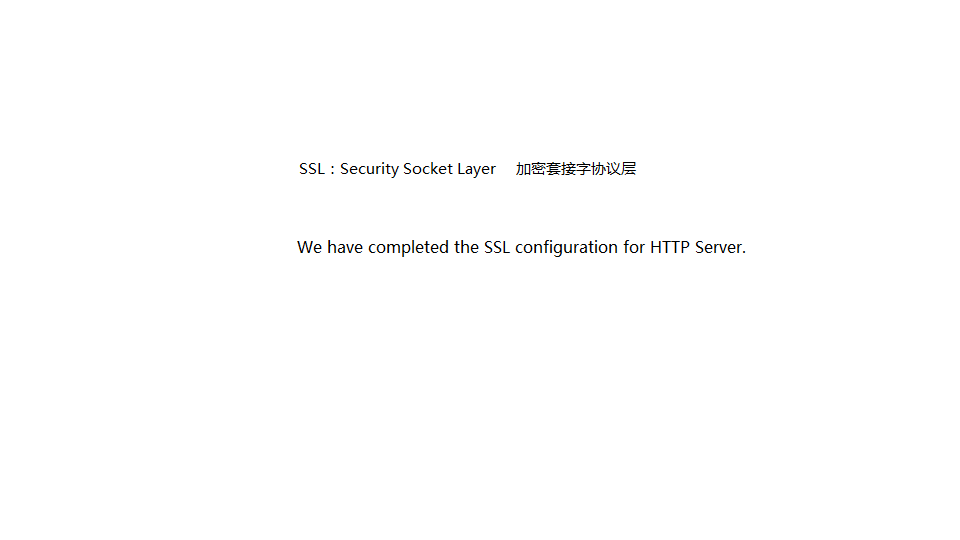 SSL：Security Socket Layer 加密套接字协议层
We have completed the SSL configuration for HTTP Server.